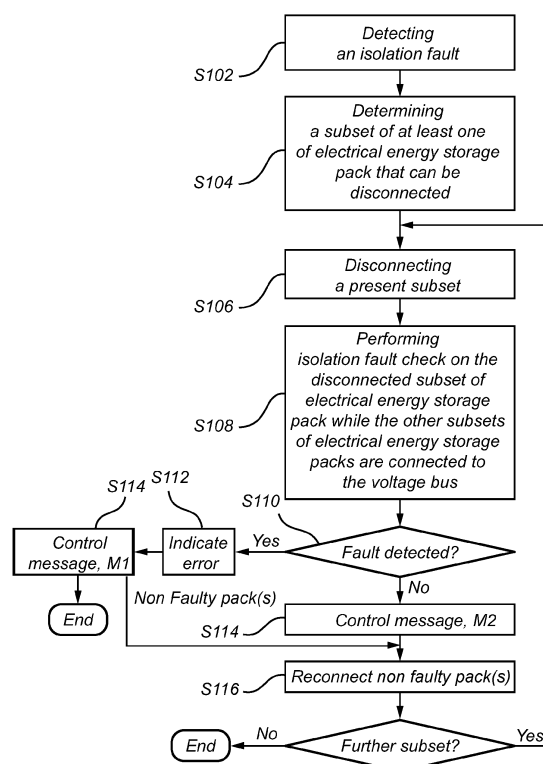 Detecting
an isolation fault
S102
Determining
a subset of at least one
of electrical energy storage
pack that can be
disconnected
S104
Disconnecting
a present subset
S106
Performing
isolation fault check on the
disconnected subset of
electrical energy storage
pack while the other subsets
of electrical energy storage
packs are connected to
the voltage bus
S108
S110
Fault detected?
Yes
No
S112
Indicate
error
S114
Control
message, M1
End
Non Faulty pack(s)
Control message, M2
S114
Reconnect non faulty pack(s)
S116
Further subset?
No
Yes
End